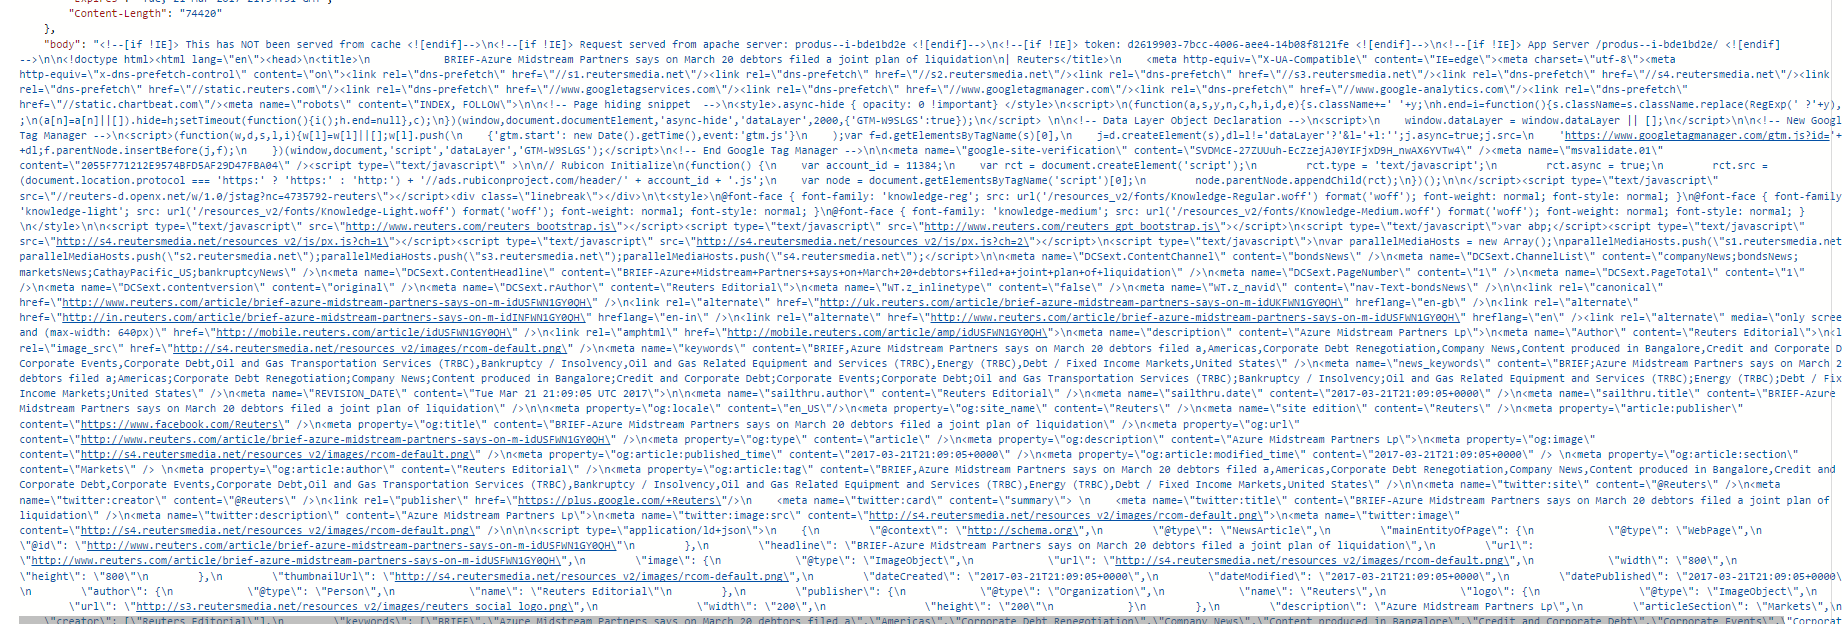 "Content-Length": "74420"
},
"body": "<!--[if !IE]> This has NOT been served from cache <![endif]-->\n<!--[if !IE]> Request served from apache server: produs--i-bde1bd2e <![endif]-->\n<!--[if !IE]> token: d2619903-7bcc-4006-aee4-14b08f8121fe <![endif]-->\n<!--[if !IE]> App Server /produs--i-bde1bd2e/ <![endif]
-->\n\n<!doctype html><html lang=\"en\"><head>\n<title>\n BRIEF-Azure Midstream Partners says on March 20 debtors filed a joint plan of liquidation\n| Reuters</title>\n <meta http-equiv=\"X-UA-Compatible\" content=\"IE=edge\"><meta charset=\"utf-8\"><meta
http-equiv=\"x-dns-prefetch-control\" content=\"on\"><link rel=\"dns-prefetch\" href=\"//s1.reutersmedia.net\"/><link rel=\"dns-prefetch\" href=\"//s2.reutersmedia.net\"/><link rel=\"dns-prefetch\" href=\"//s3.reutersmedia.net\"/><link rel=\"dns-prefetch\" href=\"//s4.reutersmedia.net\"/><link
rel=\"dns-prefetch\" href=\"//static.reuters.com\"/><link rel=\"dns-prefetch\" href=\"//www.googletagservices.com\"/><link rel=\"dns-prefetch\" href=\"//www.googletagmanager.com\"/><link rel=\"dns-prefetch\" href=\"//www.google-analytics.com\"/><link rel=\"dns-prefetch\"
href=\"//static.chartbeat.com\"/><meta name=\"robots\" content=\"INDEX, FOLLOW\">\n\n<!-- Page hiding snippet --><style>.async-hide { opacity: 0 !important} </style>\n<script>\n(function(a,s,y,n,c,h,i,d,e){s.className+=' '+y;\nh.end=i=function(){s.className=s.className.replace(RegExp(' ?'+y),
;\n(a[n]=a[n]||[]).hide=h;setTimeout(function(){i();h.end=null},c);\n})(window,document.documentElement,'async-hide','dataLayer',2000,{'GTM-W9SLGS':true});\n</script> \n\n<!-- Data Layer Object Declaration -->\n<script>\n window.dataLayer = window.dataLayer || [];\n</script>\n\n<!-- New Goog
Tag Manager -->\n<script>(function(w,d,s,l,i){w[l]=w[l]||[];w[l].push(\n {'gtm.start': new Date().getTime(),event:'gtm.js'}\n );var f=d.getElementsByTagName(s)[0],\n j=d.createElement(s),dl=l!='dataLayer'?'&l='+l:'';j.async=true;j.src=\n 'https://www.googletagmanager.com/gtm.js?id='+
+dl;f.parentNode.insertBefore(j,f);\n })(window,document,'script','dataLayer','GTM-W9SLGS');</script>\n<!-- End Google Tag Manager -->\n\n<meta name=\"google-site-verification\" content=\"SVDMcE-27ZUUuh-EcZzejAJ0YIFjxD9H_nwAX6YVTw4\" /><meta name=\"msvalidate.01\"
content=\"2055F771212E9574BFD5AF29D47FBA04\" /><script type=\"text/javascript\" >\n\n// Rubicon Initialize\n(function() {\n var account_id = 11384;\n var rct = document.createElement('script');\n rct.type = 'text/javascript';\n rct.async = true;\n rct.src =
(document.location.protocol === 'https:' ? 'https:' : 'http:') + '//ads.rubiconproject.com/header/' + account_id + '.js';\n var node = document.getElementsByTagName('script')[0];\n node.parentNode.appendChild(rct);\n})();\n\n</script><script type=\"text/javascript\"
src=\"//reuters-d.openx.net/w/1.0/jstag?nc=4735792-reuters\"></script><div class=\"linebreak\"></div>\n\t<style>\n@font-face { font-family: 'knowledge-reg'; src: url('/resources_v2/fonts/Knowledge-Regular.woff') format('woff'); font-weight: normal; font-style: normal; }\n@font-face { font-family
'knowledge-light'; src: url('/resources_v2/fonts/Knowledge-Light.woff') format('woff'); font-weight: normal; font-style: normal; }\n@font-face { font-family: 'knowledge-medium'; src: url('/resources_v2/fonts/Knowledge-Medium.woff') format('woff'); font-weight: normal; font-style: normal; }
\n</style>\n\n<script type=\"text/javascript\" src=\"http://www.reuters.com/reuters_bootstrap.js\"></script><script type=\"text/javascript\" src=\"http://www.reuters.com/reuters_gpt_bootstrap.js\"></script>\n<script type=\"text/javascript\">var abp;</script><script type=\"text/javascript\"
src=\"http://s4.reutersmedia.net/resources_v2/js/px.js?ch=1\"></script><script type=\"text/javascript\" src=\"http://s4.reutersmedia.net/resources_v2/js/px.js?ch=2\"></script>\n<script type=\"text/javascript\">\nvar parallelMediaHosts = new Array();\nparallelMediaHosts.push(\"s1.reutersmedia.net
parallelMediaHosts.push(\"s2.reutersmedia.net\");parallelMediaHosts.push(\"s3.reutersmedia.net\");parallelMediaHosts.push(\"s4.reutersmedia.net\");</script>\n\n<meta name=\"DCSext.ContentChannel\" content=\"bondsNews\" />\n<meta name=\"DCSext.ChannelList\" content=\"companyNews;bondsNews;
marketsNews;CathayPacific_US;bankruptcyNews\" />\n<meta name=\"DCSext.ContentHeadline\" content=\"BRIEF-Azure+Midstream+Partners+says+on+March+20+debtors+filed+a+joint+plan+of+liquidation\" />\n<meta name=\"DCSext.PageNumber\" content=\"1\" />\n<meta name=\"DCSext.PageTotal\" content=\"1\"
/>\n<meta name=\"DCSext.contentversion\" content=\"original\" />\n<meta name=\"DCSext.rAuthor\" content=\"Reuters Editorial\">\n<meta name=\"WT.z_inlinetype\" content=\"false\" />\n<meta name=\"WT.z_navid\" content=\"nav-Text-bondsNews\" />\n\n<link rel=\"canonical\"
href=\"http://www.reuters.com/article/brief-azure-midstream-partners-says-on-m-idUSFWN1GY0QH\" />\n<link rel=\"alternate\" href=\"http://uk.reuters.com/article/brief-azure-midstream-partners-says-on-m-idUKFWN1GY0QH\" hreflang=\"en-gb\" />\n<link rel=\"alternate\"
href=\"http://in.reuters.com/article/brief-azure-midstream-partners-says-on-m-idINFWN1GY0QH\" hreflang=\"en-in\" />\n<link rel=\"alternate\" href=\"http://www.reuters.com/article/brief-azure-midstream-partners-says-on-m-idUSFWN1GY0QH\" hreflang=\"en\" /><link rel=\"alternate\" media=\"only scree
and (max-width: 640px)\" href=\"http://mobile.reuters.com/article/idUSFWN1GY0QH\" />\n<link rel=\"amphtml\" href=\"http://mobile.reuters.com/article/amp/idUSFWN1GY0QH\">\n<meta name=\"description\" content=\"Azure Midstream Partners Lp\">\n<meta name=\"Author\" content=\"Reuters Editorial\">\n<l
rel=\"image_src\" href=\"http://s4.reutersmedia.net/resources_v2/images/rcom-default.png\" />\n<meta name=\"keywords\" content=\"BRIEF,Azure Midstream Partners says on March 20 debtors filed a,Americas,Corporate Debt Renegotiation,Company News,Content produced in Bangalore,Credit and Corporate D
Corporate Events,Corporate Debt,Oil and Gas Transportation Services (TRBC),Bankruptcy / Insolvency,Oil and Gas Related Equipment and Services (TRBC),Energy (TRBC),Debt / Fixed Income Markets,United States\" />\n<meta name=\"news_keywords\" content=\"BRIEF;Azure Midstream Partners says on March 2
debtors filed a;Americas;Corporate Debt Renegotiation;Company News;Content produced in Bangalore;Credit and Corporate Debt;Corporate Events;Corporate Debt;Oil and Gas Transportation Services (TRBC);Bankruptcy / Insolvency;Oil and Gas Related Equipment and Services (TRBC);Energy (TRBC);Debt / Fix
Income Markets;United States\" />\n<meta name=\"REVISION_DATE\" content=\"Tue Mar 21 21:09:05 UTC 2017\">\n\n<meta name=\"sailthru.author\" content=\"Reuters Editorial\" />\n<meta name=\"sailthru.date\" content=\"2017-03-21T21:09:05+0000\" />\n<meta name=\"sailthru.title\" content=\"BRIEF-Azure
Midstream Partners says on March 20 debtors filed a joint plan of liquidation\" />\n\n<meta property=\"og:locale\" content=\"en_US\"/>\n<meta property=\"og:site_name\" content=\"Reuters\" />\n<meta name=\"site edition\" content=\"Reuters\" />\n<meta property=\"article:publisher\"
content=\"https://www.facebook.com/Reuters\" />\n<meta property=\"og:title\" content=\"BRIEF-Azure Midstream Partners says on March 20 debtors filed a joint plan of liquidation\" />\n<meta property=\"og:url\"
content=\"http://www.reuters.com/article/brief-azure-midstream-partners-says-on-m-idUSFWN1GY0QH\" />\n<meta property=\"og:type\" content=\"article\" />\n<meta property=\"og:description\" content=\"Azure Midstream Partners Lp\">\n<meta property=\"og:image\"
content=\"http://s4.reutersmedia.net/resources_v2/images/rcom-default.png\" />\n<meta property=\"og:article:published_time\" content=\"2017-03-21T21:09:05+0000\" />\n<meta property=\"og:article:modified_time\" content=\"2017-03-21T21:09:05+0000\" /> \n<meta property=\"og:article:section\"
content=\"Markets\" /> \n<meta property=\"og:article:author\" content=\"Reuters Editorial\" />\n<meta property=\"og:article:tag\" content=\"BRIEF,Azure Midstream Partners says on March 20 debtors filed a,Americas,Corporate Debt Renegotiation,Company News,Content produced in Bangalore,Credit and
Corporate Debt,Corporate Events,Corporate Debt,Oil and Gas Transportation Services (TRBC),Bankruptcy / Insolvency,Oil and Gas Related Equipment and Services (TRBC),Energy (TRBC),Debt / Fixed Income Markets,United States\" />\n\n<meta name=\"twitter:site\" content=\"@Reuters\" />\n<meta
name=\"twitter:creator\" content=\"@Reuters\" />\n<link rel=\"publisher\" href=\"https://plus.google.com/+Reuters\"/>\n <meta name=\"twitter:card\" content=\"summary\"> \n <meta name=\"twitter:title\" content=\"BRIEF-Azure Midstream Partners says on March 20 debtors filed a joint plan of
liquidation\" />\n<meta name=\"twitter:description\" content=\"Azure Midstream Partners Lp\">\n<meta name=\"twitter:image:src\" content=\"http://s4.reutersmedia.net/resources_v2/images/rcom-default.png\">\n<meta name=\"twitter:image\"
content=\"http://s4.reutersmedia.net/resources_v2/images/rcom-default.png\" />\n\n\n<script type=\"application/ld+json\">\n {\n \"@context\": \"http://schema.org\",\n \"@type\": \"NewsArticle\",\n \"mainEntityOfPage\": {\n \"@type\": \"WebPage\",\n
\"@id\": \"http://www.reuters.com/article/brief-azure-midstream-partners-says-on-m-idUSFWN1GY0QH\"\n },\n \"headline\": \"BRIEF-Azure Midstream Partners says on March 20 debtors filed a joint plan of liquidation\",\n \"url\":
\"http://www.reuters.com/article/brief-azure-midstream-partners-says-on-m-idUSFWN1GY0QH\",\n \"image\": {\n \"@type\": \"ImageObject\",\n \"url\": \"http://s4.reutersmedia.net/resources_v2/images/rcom-default.png\",\n \"width\": \"800\",\n
\"height\": \"800\"\n },\n \"thumbnailUrl\": \"http://s4.reutersmedia.net/resources_v2/images/rcom-default.png\",\n \"dateCreated\": \"2017-03-21T21:09:05+0000\",\n \"dateModified\": \"2017-03-21T21:09:05+0000\",\n \"datePublished\": \"2017-03-21T21:09:05+0000\
\n \"author\": {\n \"@type\": \"Person\",\n \"name\": \"Reuters Editorial\"\n },\n \"publisher\": {\n \"@type\": \"Organization\",\n \"name\": \"Reuters\",\n \"logo\": {\n \"@type\": \"ImageObject\",\n
\"url\": \"http://s3.reutersmedia.net/resources_v2/images/reuters_social_logo.png\",\n \"width\": \"200\",\n \"height\": \"200\"\n }\n },\n \"description\": \"Azure Midstream Partners Lp\",\n \"articleSection\": \"Markets\",\n
\"creator\": [\"Reuters Editorial\"],\n \"keywords\": [\"BRIEF\",\"Azure Midstream Partners says on March 20 debtors filed a\",\"Americas\",\"Corporate Debt Renegotiation\",\"Company News\",\"Content produced in Bangalore\",\"Credit and Corporate Debt\",\"Corporate Events\",\"Corporat